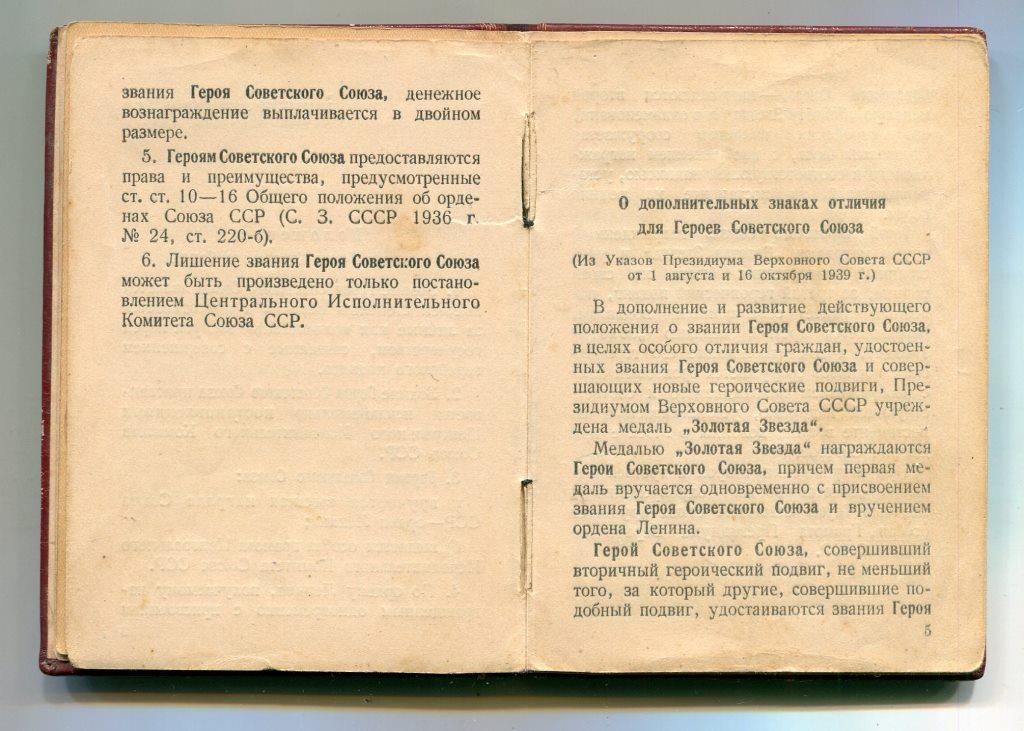 звания Героя Советского Союза, денежное
вознаграждение выплачивается в двойном
размере.
5. Героям Советского Союза предоставляются
права и преимущества, предусмотренные
ст. ст. 10—16 Общего положения об орде-
нах Союза ССР (С. З. СССР 1936 г.
№ 24, ст. 220-б).
6. Лишение звания Героя Советского Союза
может быть произведено только постано-
влением Центрального Исполнительного
Комитета Союза ССР.
О дополнительных знаках отличия
для Героев Советского Союза
(Из Указов Президиума Верховного Совета СССР
от 1 августа и 16 октября 1939 г.)
В дополнение и развитие действующего
положения о звании Героя Советского Союза,
в целях особого отличия граждан, удостоен-
ных звания Героя Советского Союза и совер-
шающих новые героические подвиги, Пре-
зидиумом Верховного Совета СССР учреж-
дена медаль „Золотая Звезда“.
Медалью „Золотая Звезда“ награждаются
Герои Советского Союза, причем первая ме-
даль вручается одновременно с присвоением
звания Героя Советского Союза и вручением
ордена Ленина.
Герой Советского Союза, совершивший
вторичный героический подвиг, не меньший
того, за который другие, совершившие по-
добный подвиг, удостаиваются звания Героя
5